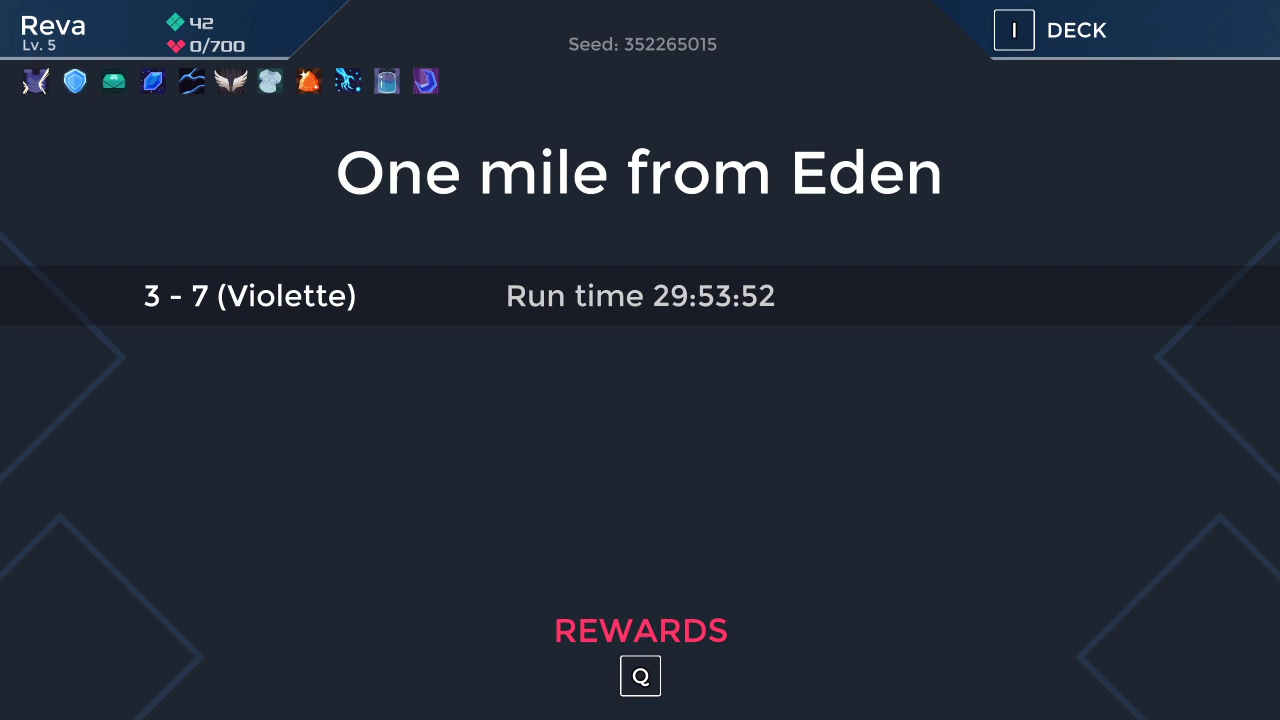 Reva
Lv. 5
42
0/700
Seed: 352265015
I
DECK
One mile from Eden
3 - 7 (Violette)
Run time 29:53:52
REWARDS
Q